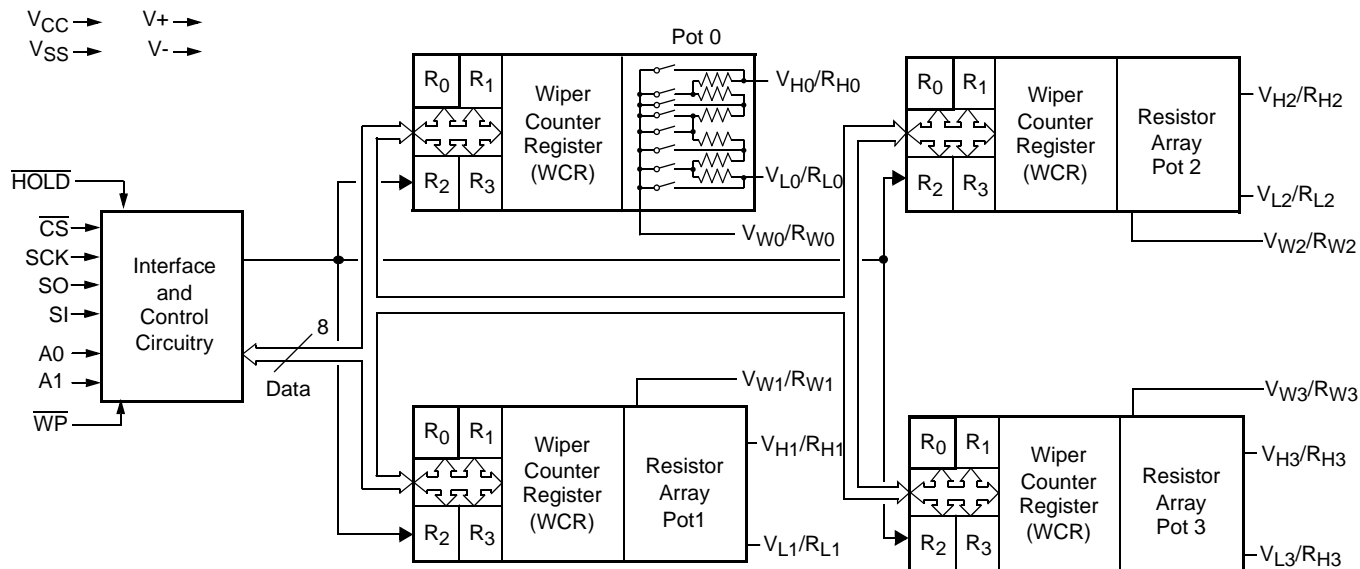 VCC V+
VSS V-
HOLD
CS
SCK
SO
SI
A0
A1
WP
Interface
and
Control
Circuitry
8
Data
Pot 0
R0 R1
R2 R3
Wiper
Counter
Register
(WCR)
VH0/RH0
VL0/RL0
VW0/RW0
R0 R1
R2 R3
Wiper
Counter
Register
(WCR)
Resistor
Array
Pot 2
VH2/RH2
VL2/RL2
VW2/RW2
VW1/RW1
R0 R1
R2 R3
Wiper
Counter
Register
(WCR)
Resistor
Array
Pot1
VH1/RH1
VL1/RL1
VW3/RW3
R0 R1
R2 R3
Wiper
Counter
Register
(WCR)
Resistor
Array
Pot 3
VH3/RH3
VL3/RH3